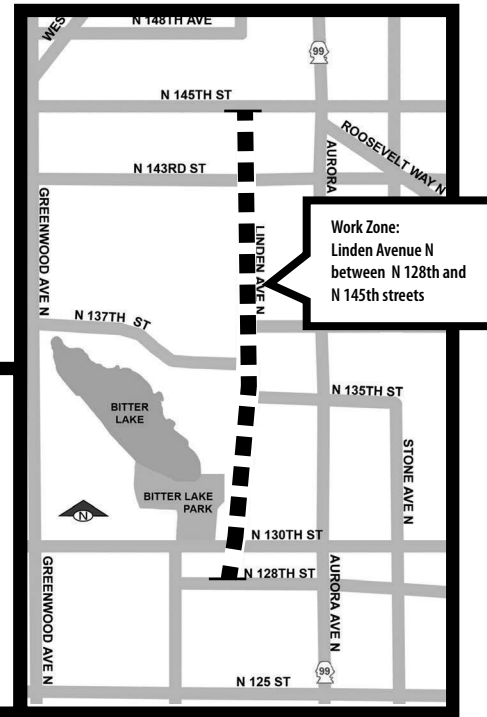 WES
N 148TH AVE
99
N 145TH ST
ROOSEVELT WAY N
N 143RD ST
AURORA
GREENWOOD AVE N
LINDEN AVE N
Work Zone:
Linden Avenue N
between N 128th and
N 145th streets
N 137TH ST
N 135TH ST
BITTER
LAKE
STONE AVE N
BITTER LAKE
PARK
N
N 130TH ST
N 128TH ST
GREENWOOD AVE N
AURORA AVE N
99
N 125 ST